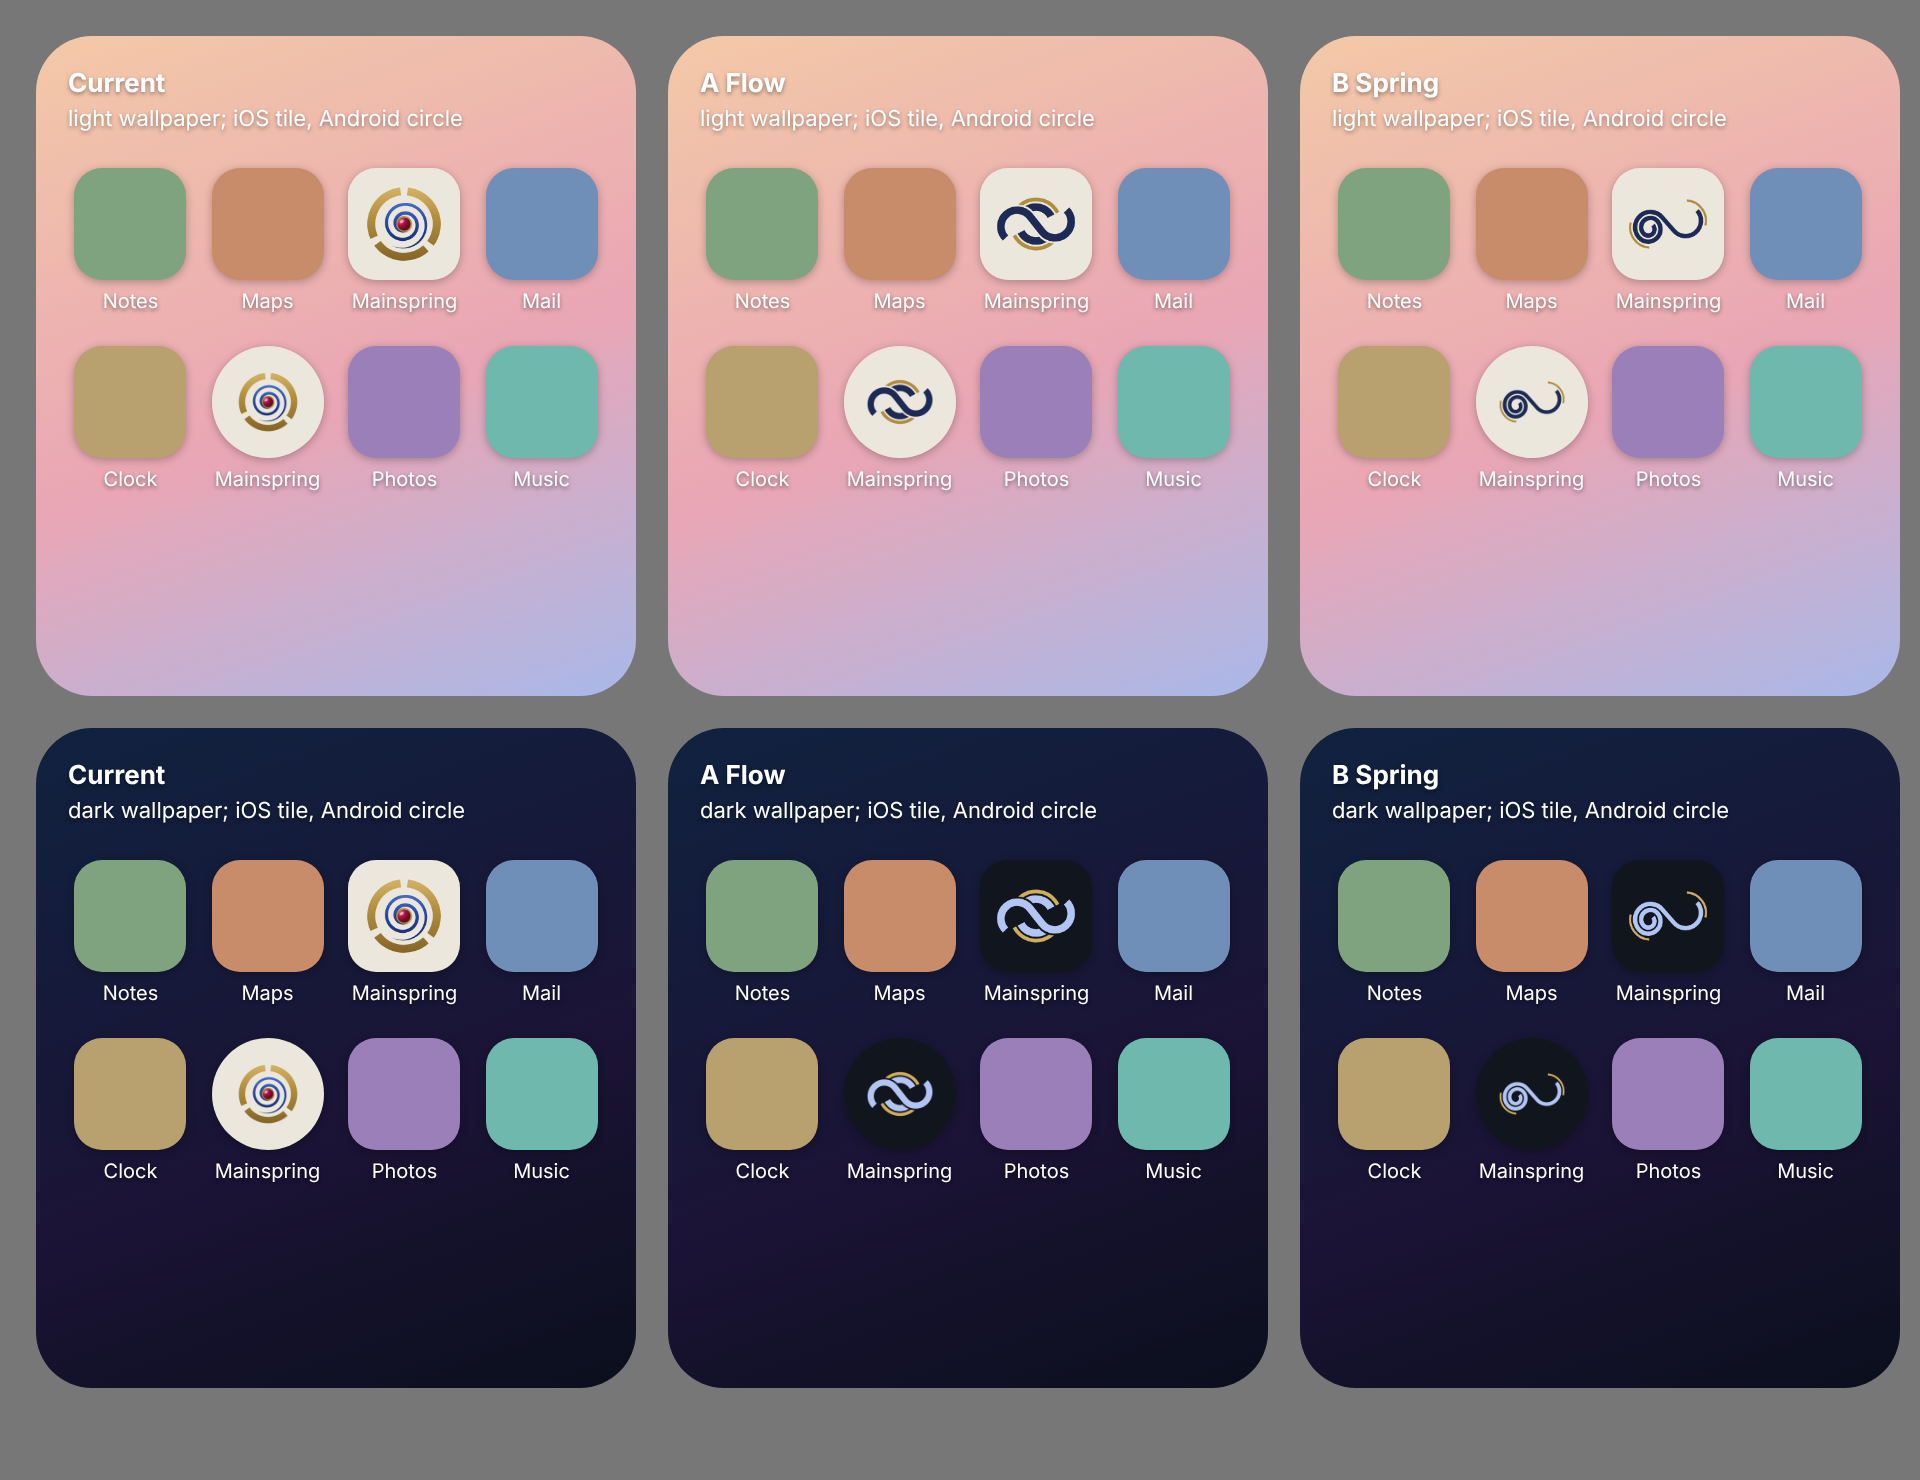 Current
light wallpaper; iOS tile, Android circle
Notes Maps Mainspring Mail
Clock Mainspring Photos Music
A Flow
light wallpaper; iOS tile, Android circle
Notes Maps Mainspring Mail
Clock Mainspring Photos Music
B Spring
light wallpaper; iOS tile, Android circle
Notes Maps Mainspring Mail
Clock Mainspring Photos Music
Current
dark wallpaper; iOS tile, Android circle
Notes Maps Mainspring Mail
Clock Mainspring Photos Music
A Flow
dark wallpaper; iOS tile, Android circle
Notes Maps Mainspring Mail
Clock Mainspring Photos Music
B Spring
dark wallpaper; iOS tile, Android circle
Notes Maps Mainspring Mail
Clock Mainspring Photos Music